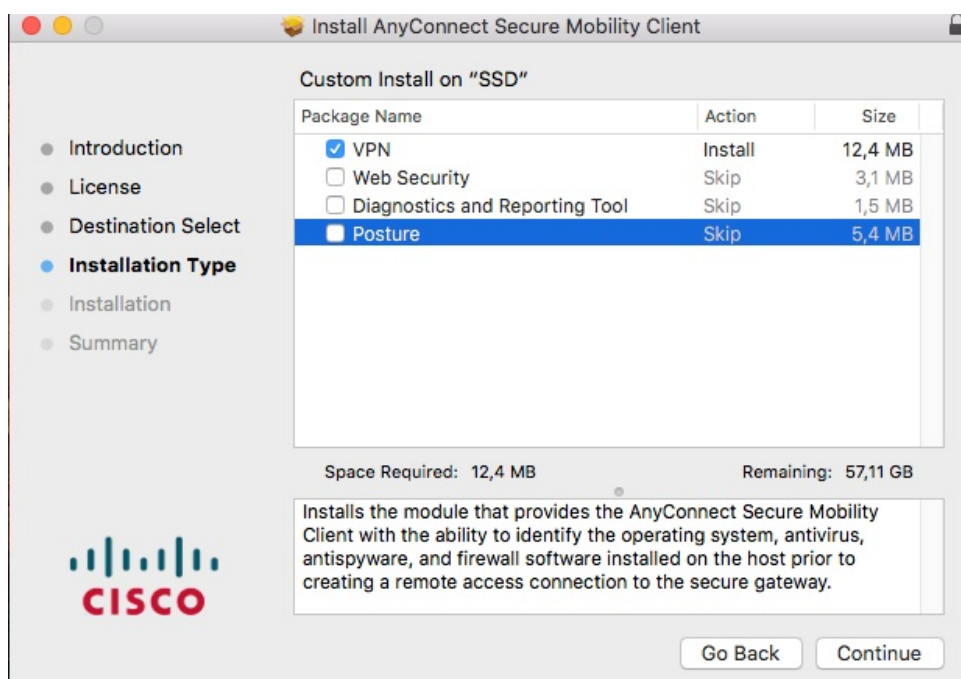 Install AnyConnect Secure Mobility Client
Custom Install on “SSD”
Package Name Action Size
VPN Install 12,4 MB
Web Security Skip 3,1 MB
Diagnostics and Reporting Tool Skip 1,5 MB
Posture Skip 5,4 MB
Introduction
License
Destination Select
Installation Type
Installation
Summary
Space Required: 12,4 MB Remaining: 57,11 GB
Installs the module that provides the AnyConnect Secure Mobility
Client with the ability to identify the operating system, antivirus,
antispyware, and firewall software installed on the host prior to
creating a remote access connection to the secure gateway.
CISCO
Go Back Continue